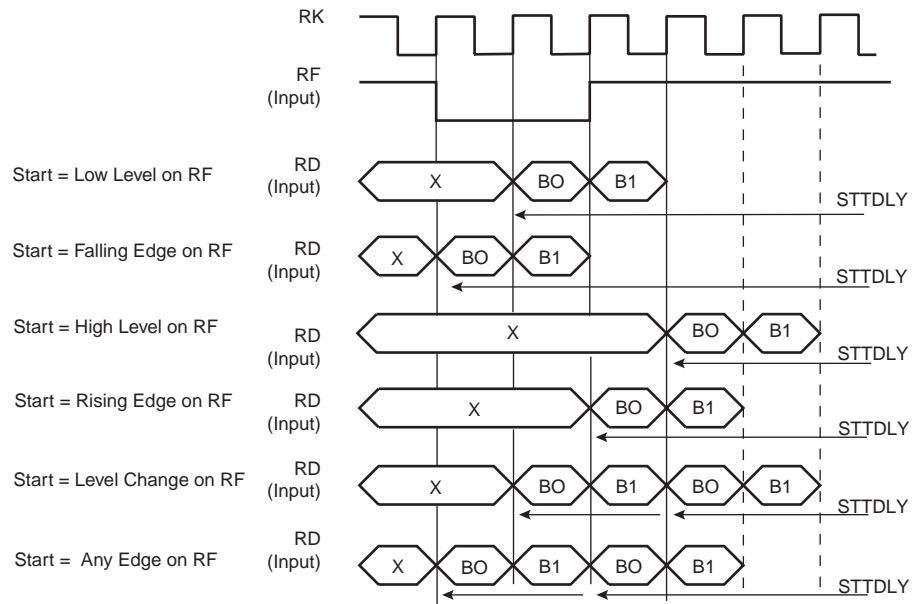 RK
RF
(Input)
Start = Low Level on RF
RD
(Input)
X
BO
B1
STTDLY
Start = Falling Edge on RF
RD
(Input)
X
BO
B1
STTDLY
Start = High Level on RF
RD
(Input)
X
BO
B1
STTDLY
Start = Rising Edge on RF
RD
(Input)
X
BO
B1
STTDLY
Start = Level Change on RF
RD
(Input)
X
BO
B1
BO
B1
STTDLY
Start = Any Edge on RF
RD
(Input)
X
BO
B1
BO
B1
STTDLY